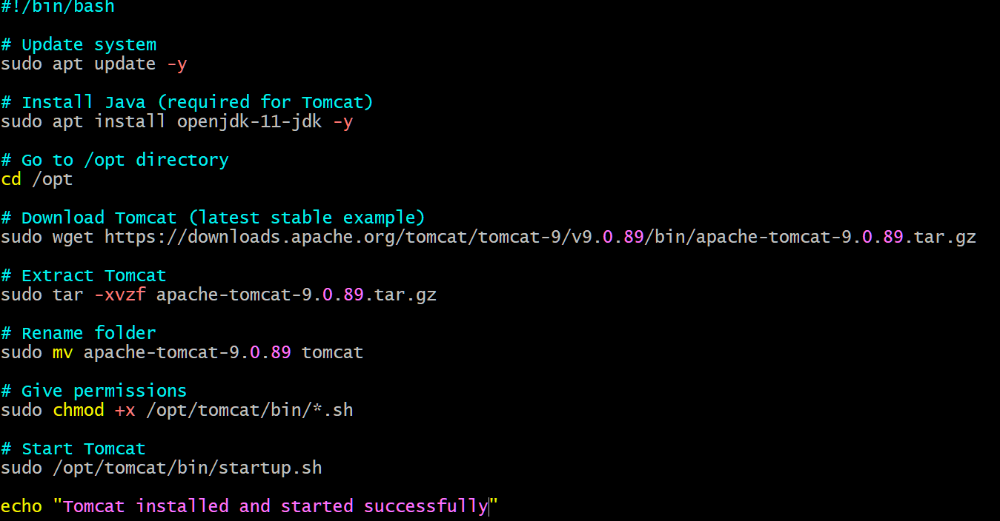 #!/bin/bash
# Update system
sudo apt update -y
# Install Java (required for Tomcat)
sudo apt install openjdk-11-jdk -y
# Go to /opt directory
cd /opt
# Download Tomcat (latest stable example)
sudo wget https://downloads.apache.org/tomcat/tomcat-9/v9.0.89/bin/apache-tomcat-9.0.89.tar.gz
# Extract Tomcat
sudo tar -xvzf apache-tomcat-9.0.89.tar.gz
# Rename folder
sudo mv apache-tomcat-9.0.89 tomcat
# Give permissions
sudo chmod +x /opt/tomcat/bin/*.sh
# Start Tomcat
sudo /opt/tomcat/bin/startup.sh
echo "Tomcat installed and started successfully"